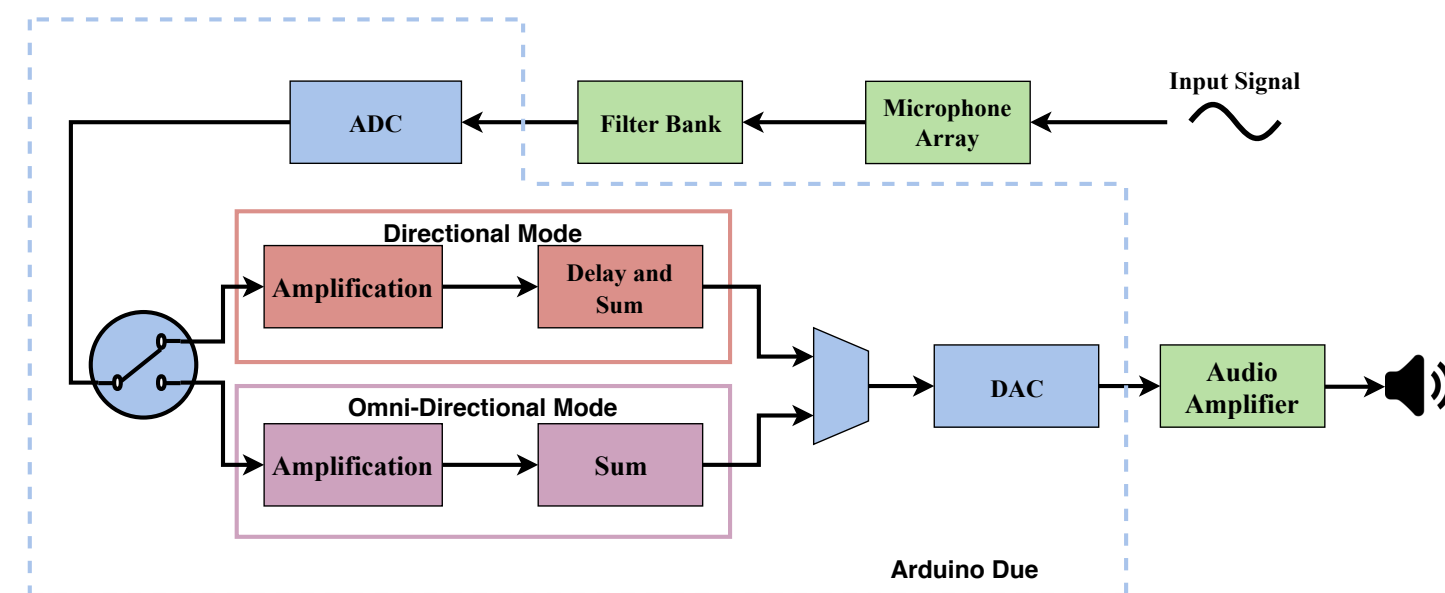 Input Signal
ADC
Filter Bank
Microphone
Array
Directional Mode
Amplification
Delay and
Sum
Omni-Directional Mode
Amplification
Sum
DAC
Audio
Amplifier
Arduino Due